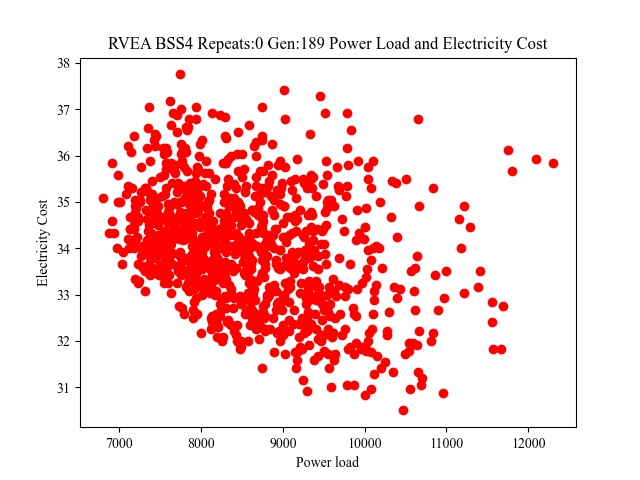 RVEA BSS4 Repeats:0 Gen:189 Power Load and Electricity Cost
38
37
36
35
34
33
32
31
Electricity Cost
7000 8000 9000 10000 11000 12000
Power load